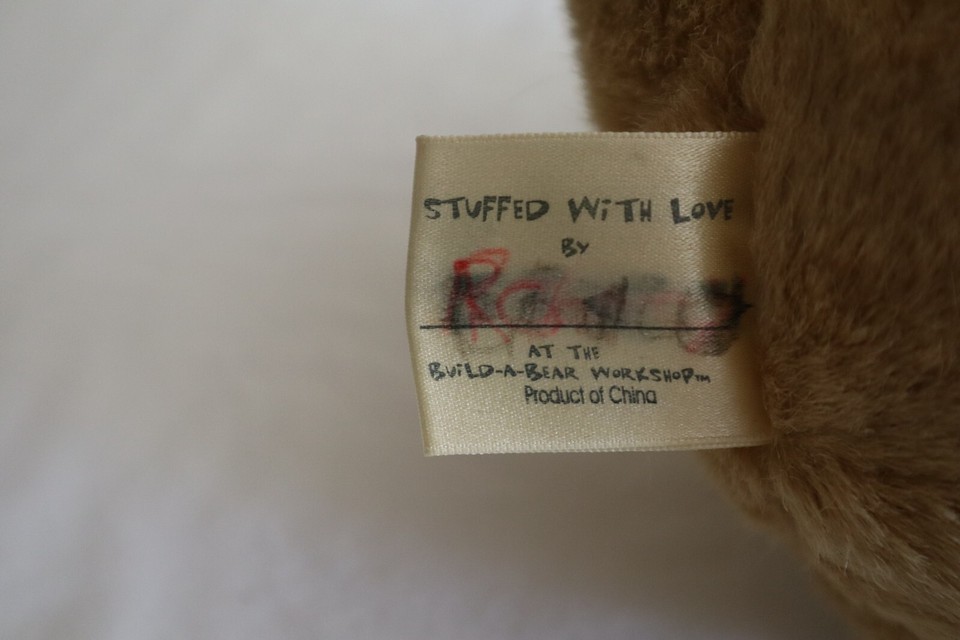 STUFFED WiTH LOVE
BY
AT THE
BUiLD-A-BEAR WORKSHOP™
Product of China